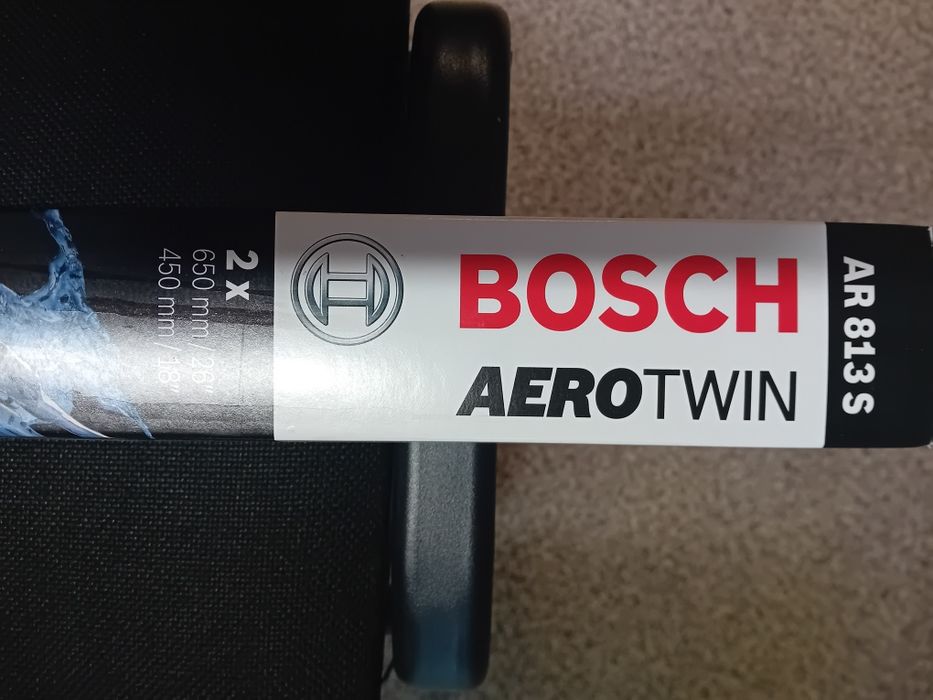 2 x
650 mm/26"
450 mm/18"
BOSCH
AEROTWIN
AR 813 S